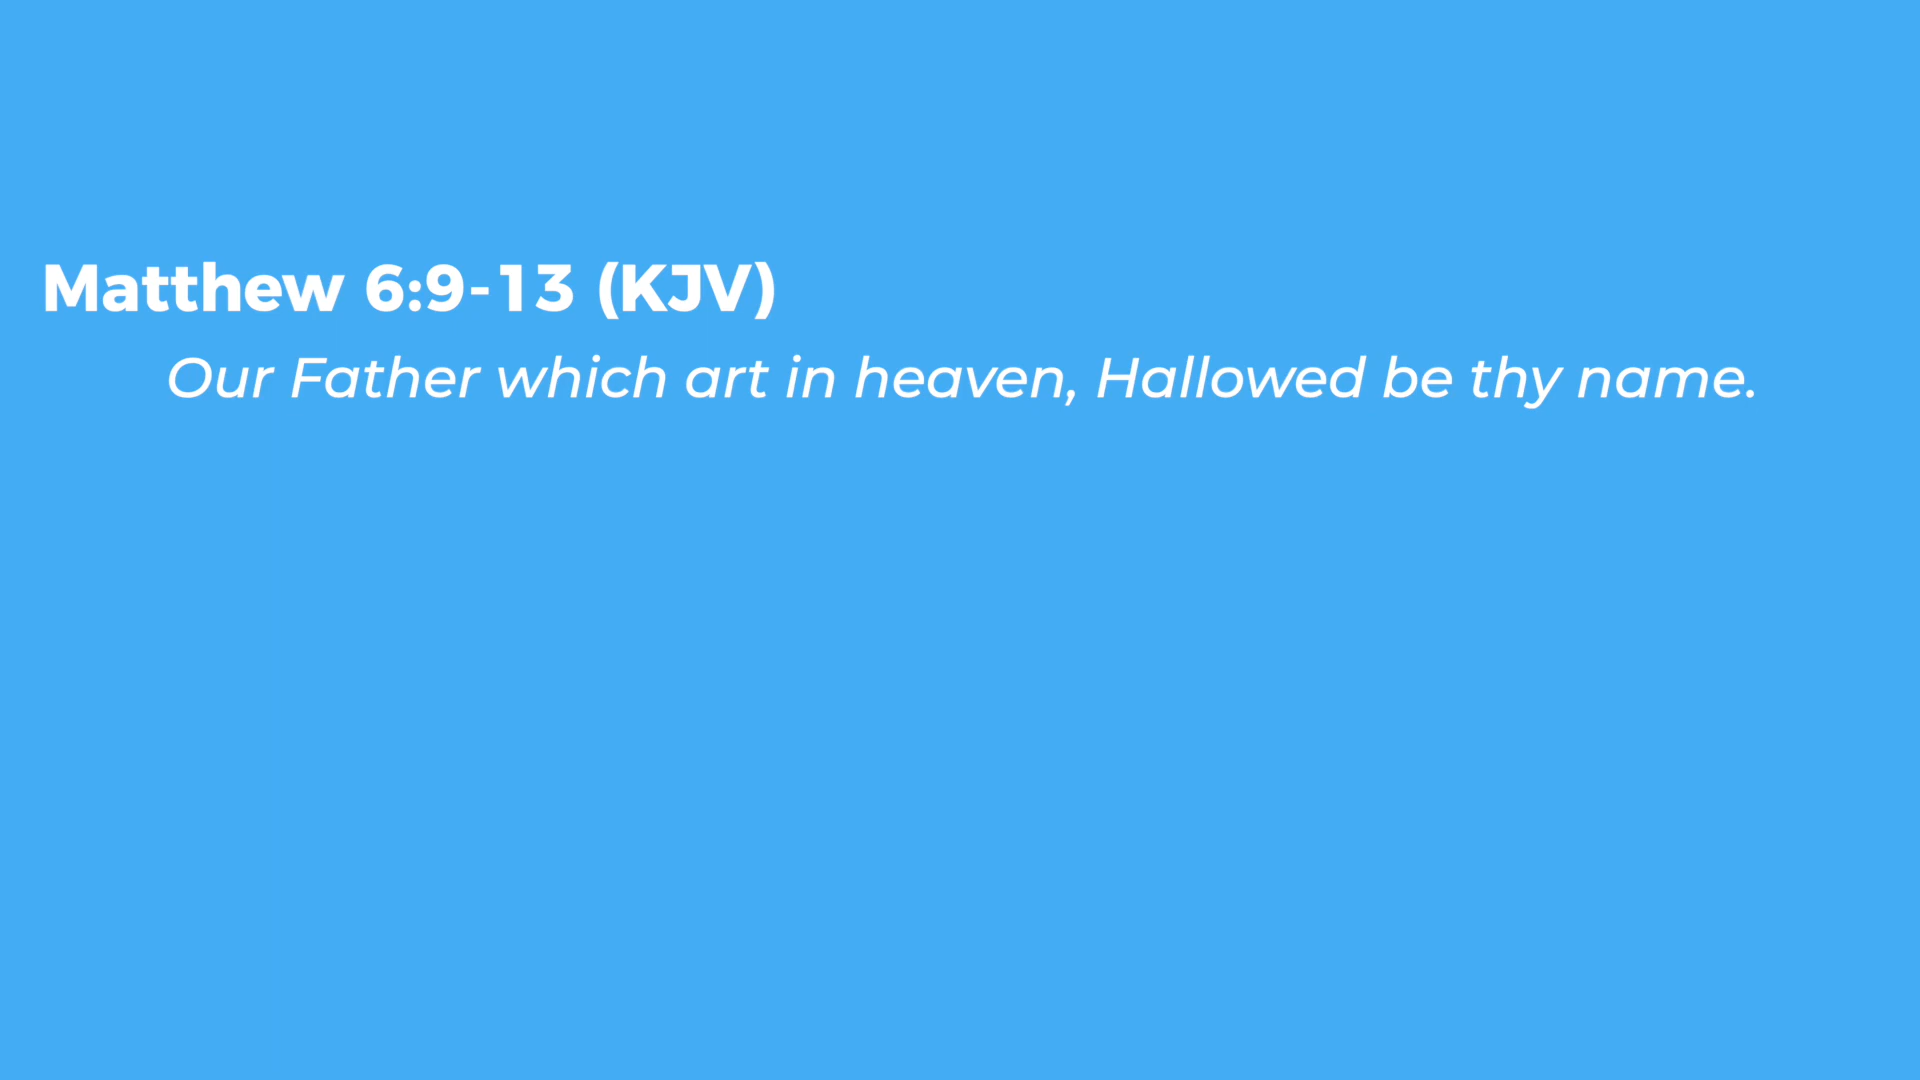 Matthew 6:9-13 (KJV)
Our Father which art in heaven, Hallowed be thy name.